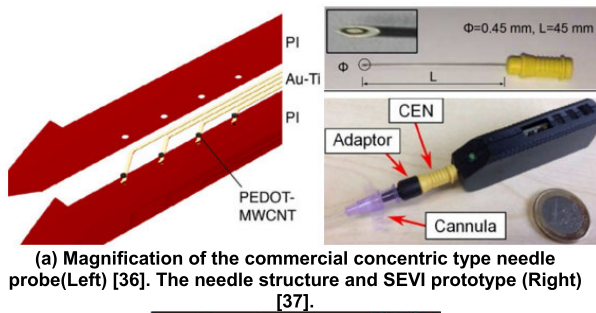 PI
Au-Ti
PI
PEDOT-
MWCNT
Φ=0.45 mm, L=45 mm
Φ
L
CEN
Adaptor
Cannula
(a) Magnification of the commercial concentric type needle
probe(Left) [36]. The needle structure and SEVI prototype (Right)
[37].